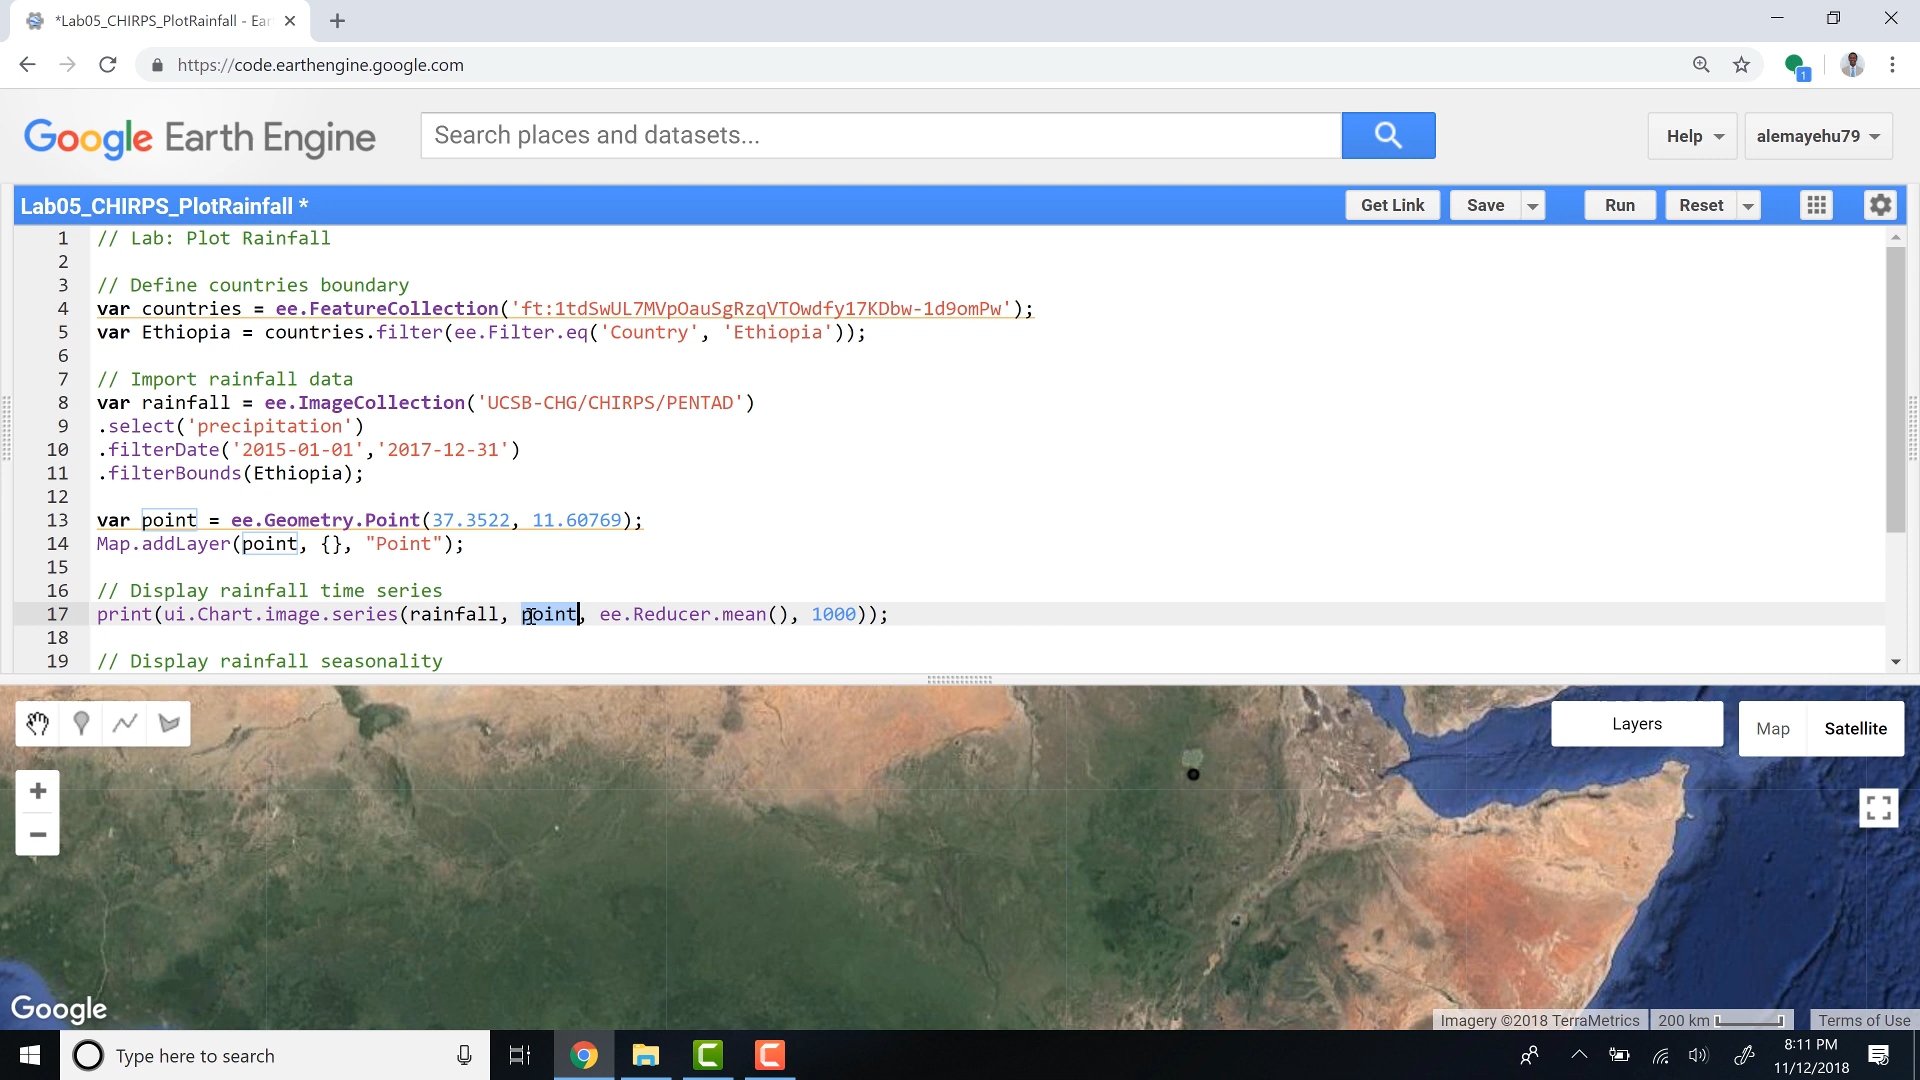 *Lab05_CHIRPS_PlotRainfall - Ear
https://code.earthengine.google.com
1
Google Earth Engine
Search places and datasets...
Help
alemayehu79
Lab05_CHIRPS_PlotRainfall *
Get Link
Save
Run
Reset
1 // Lab: Plot Rainfall
2
3 // Define countries boundary
4 var countries = ee.FeatureCollection('ft:1tdSwUL7MVpOauSgRzqVTOwdfy17KDbw-1d9omPw');
5 var Ethiopia = countries.filter(ee.Filter.eq('Country', 'Ethiopia'));
6
7 // Import rainfall data
8 var rainfall = ee.ImageCollection('UCSB-CHG/CHIRPS/PENTAD')
9 .select('precipitation')
10 .filterDate('2015-01-01','2017-12-31')
11 .filterBounds(Ethiopia);
12
13 var point = ee.Geometry.Point(37.3522, 11.60769);
14 Map.addLayer(point, {}, "Point");
15
16 // Display rainfall time series
17 print(ui.Chart.image.series(rainfall, point, ee.Reducer.mean(), 1000));
18
19 // Display rainfall seasonality
Layers
Map
Satellite
+
−
Google
Imagery ©2018 TerraMetrics
200 km
Terms of Use
Type here to search
8:11 PM
11/12/2018